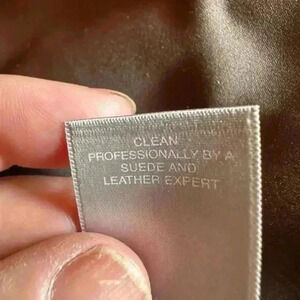 CLEAN
PROFESSIONALLY BY A
SUEDE AND
LEATHER EXPERT